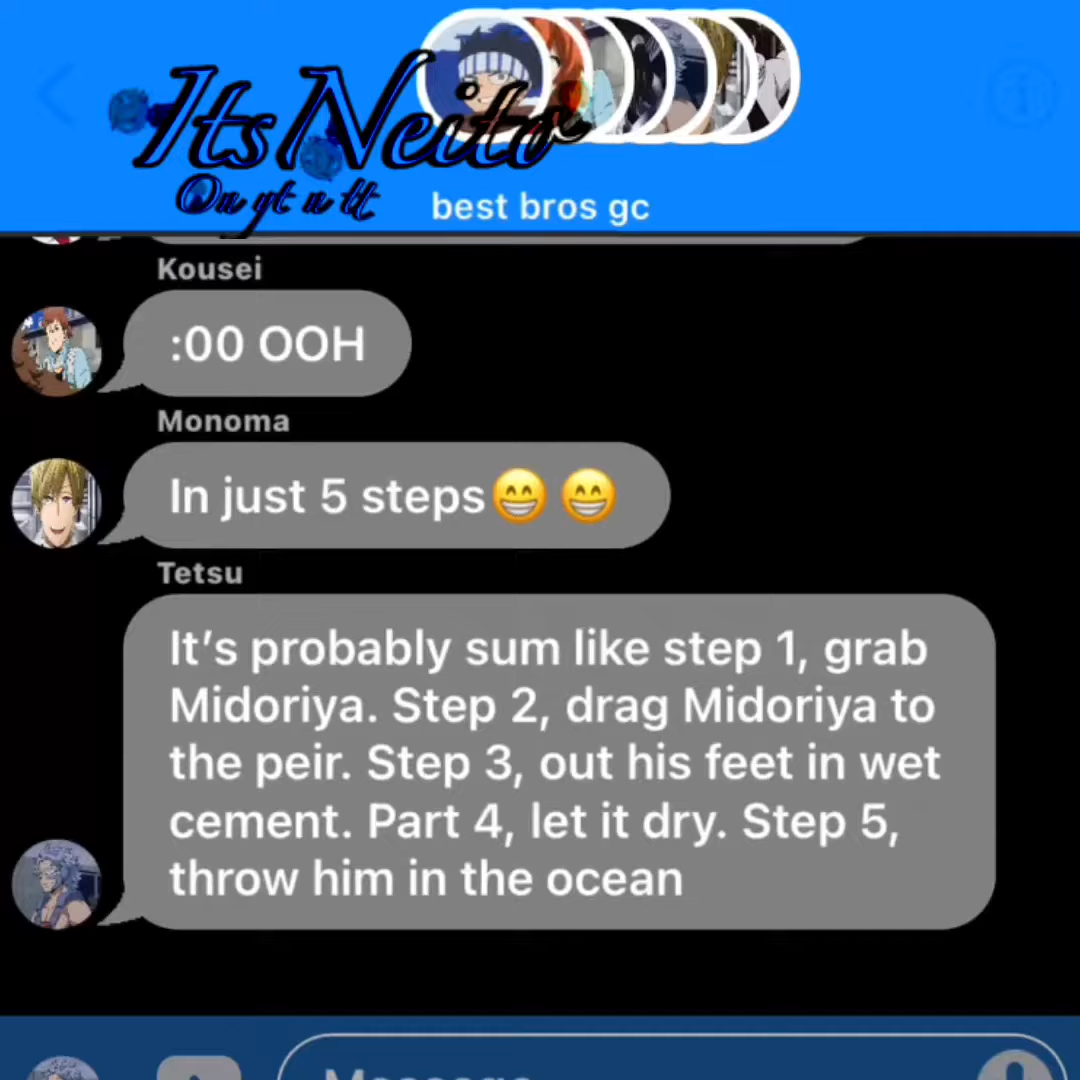 ItsNeito
On yt n tt
best bros gc
Kousei
:00 OOH
Monoma
In just 5 steps😁 😁
Tetsu
It’s probably sum like step 1, grab
Midoriya. Step 2, drag Midoriya to
the peir. Step 3, out his feet in wet
cement. Part 4, let it dry. Step 5,
throw him in the ocean